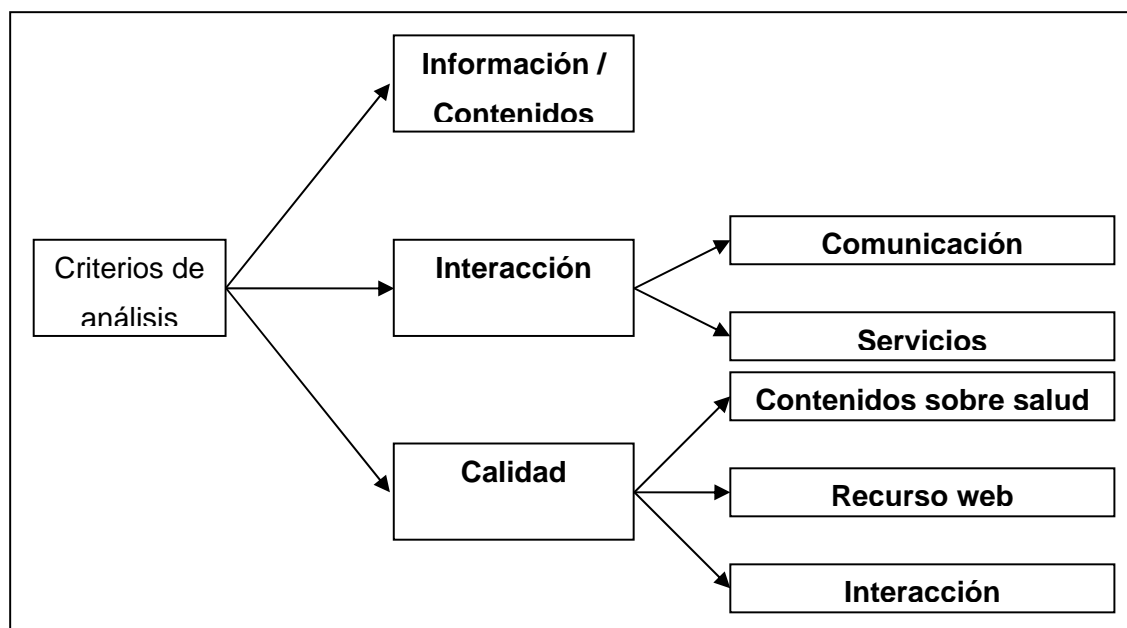 Información /
Contenidos
Criterios de
análisis
Interacción
Comunicación
Servicios
Calidad
Contenidos sobre salud
Recurso web
Interacción